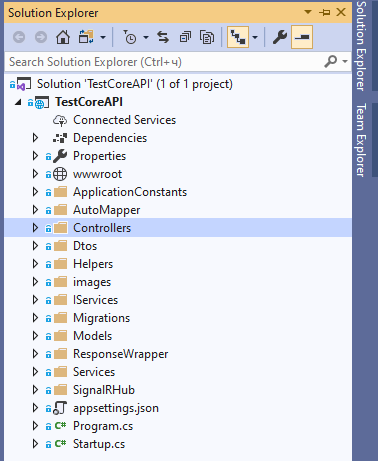 Solution Explorer
Search Solution Explorer (Ctrl+ч)
Solution 'TestCoreAPI' (1 of 1 project)
TestCoreAPI
Connected Services
Dependencies
Properties
wwwroot
ApplicationConstants
AutoMapper
Controllers
Dtos
Helpers
images
IServices
Migrations
Models
ResponseWrapper
Services
SignalRHub
appsettings.json
C# Program.cs
C# Startup.cs
Solution Explorer
Team Explorer